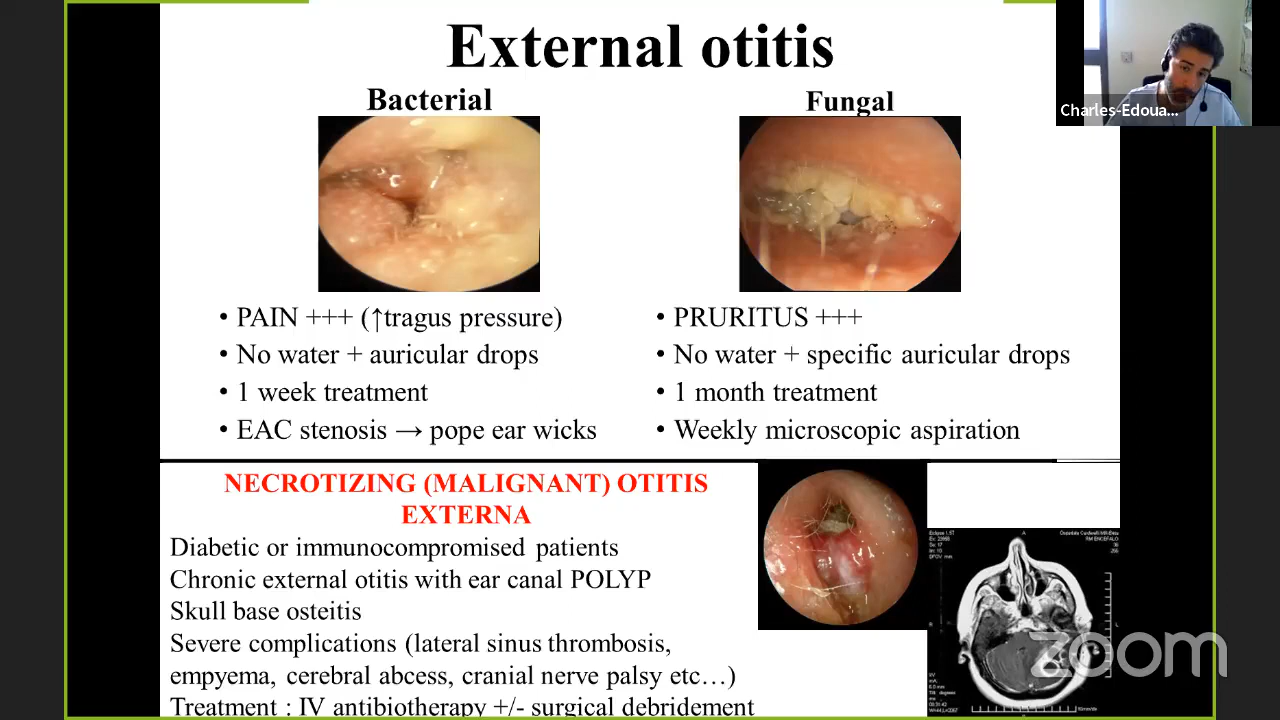 External otitis
Charles-Edoua...
Bacterial
Fungal
• PAIN +++ (↑tragus pressure)
• No water + auricular drops
• 1 week treatment
• EAC stenosis → pope ear wicks
• PRURITUS +++
• No water + specific auricular drops
• 1 month treatment
• Weekly microscopic aspiration
NECROTIZING (MALIGNANT) OTITIS
EXTERNA
Diabetic or immunocompromised patients
Chronic external otitis with ear canal POLYP
Skull base osteitis
Severe complications (lateral sinus thrombosis,
empyema, cerebral abcess, cranial nerve palsy etc…)
Treatment : IV antibiotherapy +/- surgical debridement
zoom